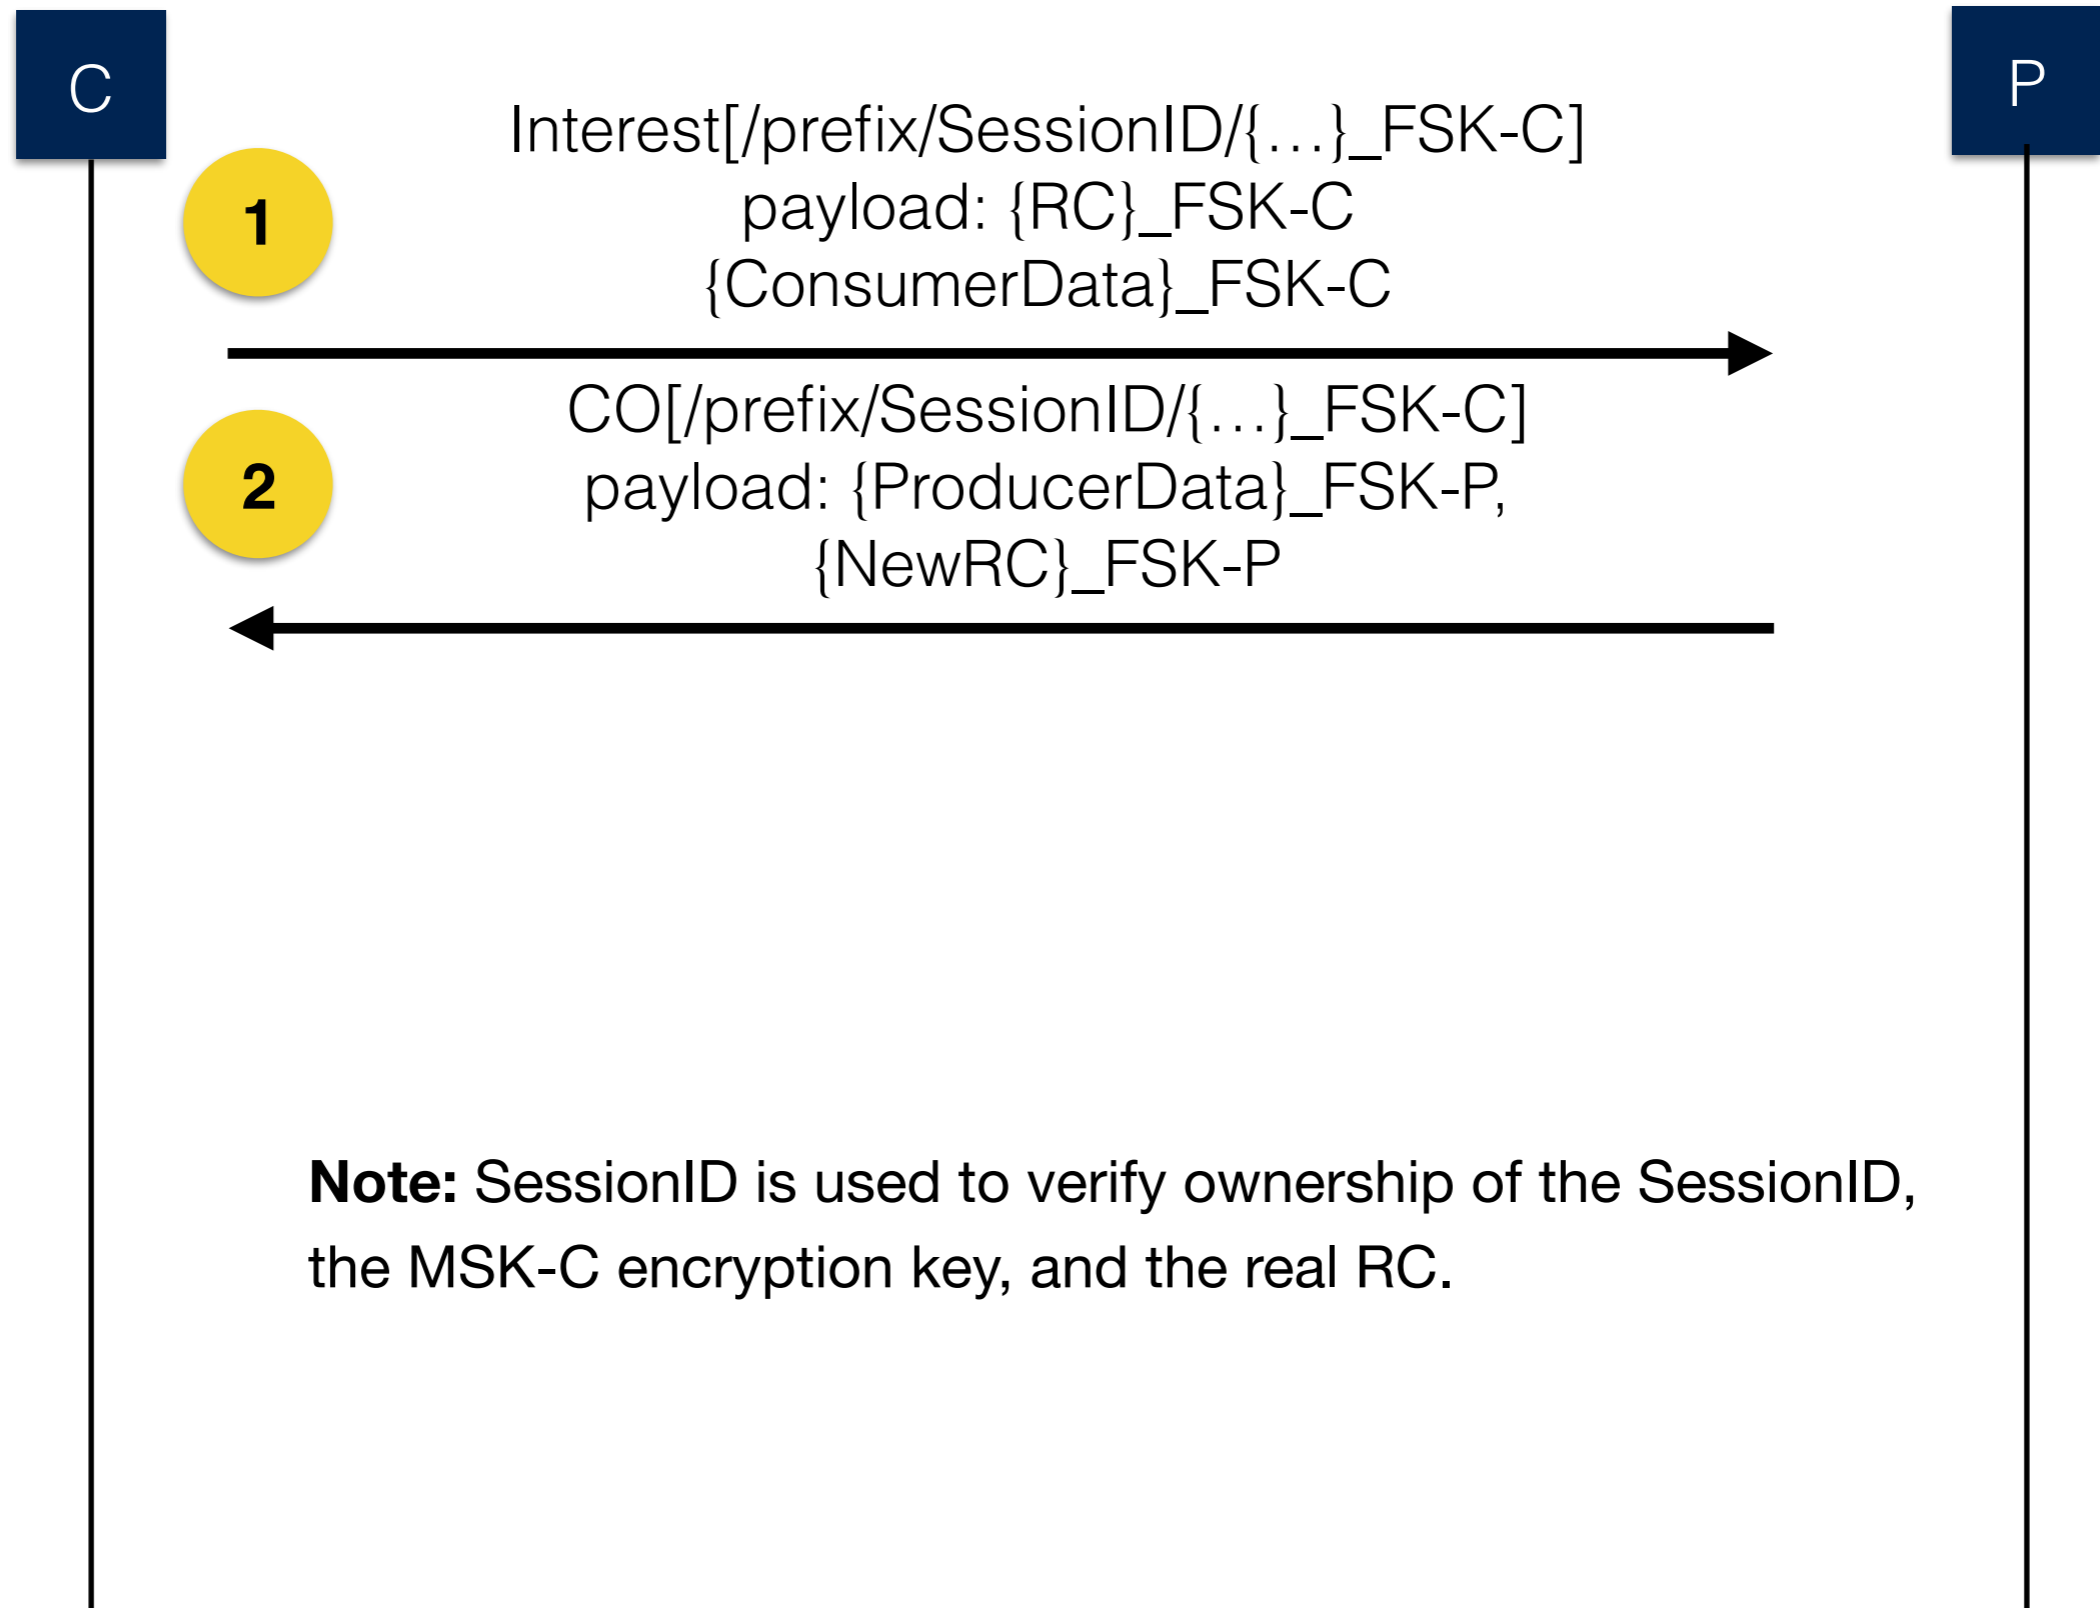 C
P
1
Interest[/prefix/SessionID/{…}_FSK-C]
payload: {RC}_FSK-C
{ConsumerData}_FSK-C
2
CO[/prefix/SessionID/{…}_FSK-C]
payload: {ProducerData}_FSK-P,
{NewRC}_FSK-P
Note: SessionID is used to verify ownership of the SessionID,
the MSK-C encryption key, and the real RC.